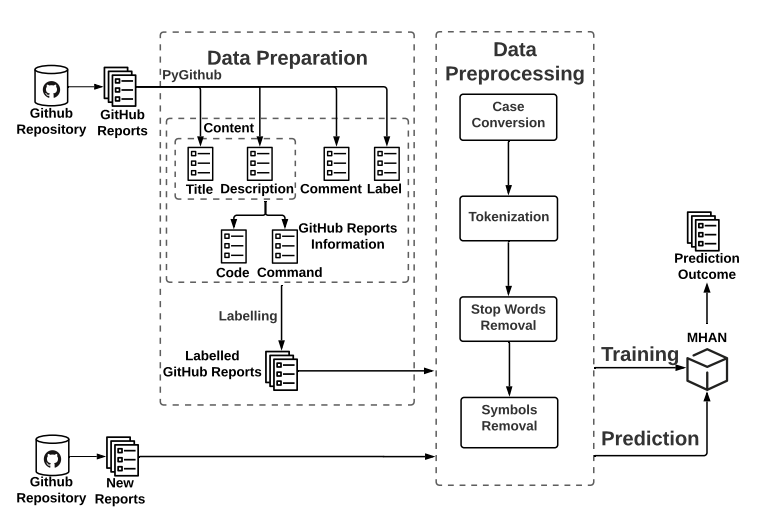 Data Preparation
PyGithub
Github
Repository
GitHub
Reports
Content
Title
Description
Comment
Label
GitHub Reports
Information
Code
Command
Labelling
Labelled
GitHub Reports
Data
Preprocessing
Case
Conversion
Tokenization
Stop Words
Removal
Symbols
Removal
Github
Repository
New
Reports
Training
Prediction
MHAN
Prediction
Outcome